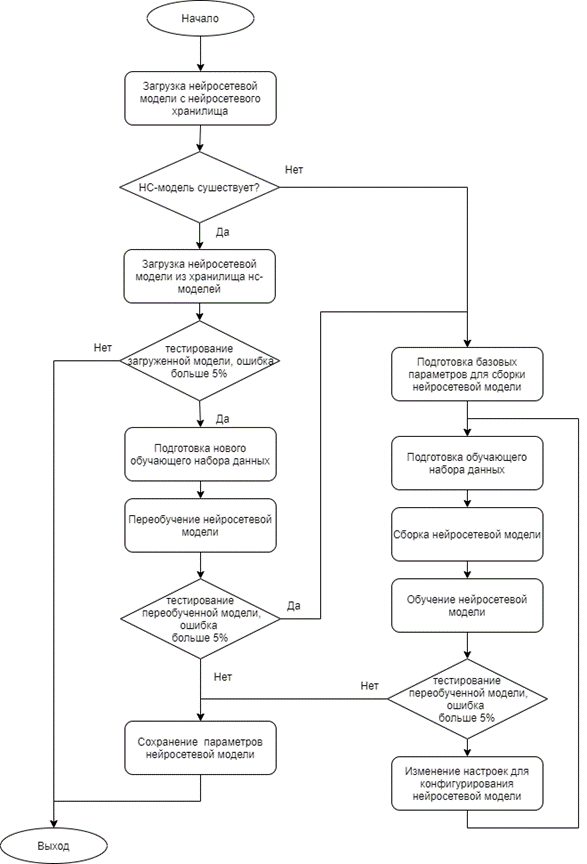 Начало
Загрузка нейросетевой
модели с нейросетевого
хранилища
НС-модель сушествует?
Нет
Да
Загрузка нейросетевой
модели из хранилища нс-
моделей
Нет
тестирование
загруженной модели, ошибка
больше 5%
Да
Подготовка нового
обучающего набора данных
Переобучение нейросетевой
модели
тестирование
переобученной модели,
ошибка
больше 5%
Да
Нет
Сохранение параметров
нейросетевой модели
Выход
Подготовка базовых
параметров для сборки
нейросетевой модели
Подготовка обучающего
набора данных
Сборка нейросетевой модели
Обучение нейросетевой
модели
тестирование
переобученной модели,
ошибка
больше 5%
Нет
Изменение настроек для
конфигурирования
нейросетевой модели